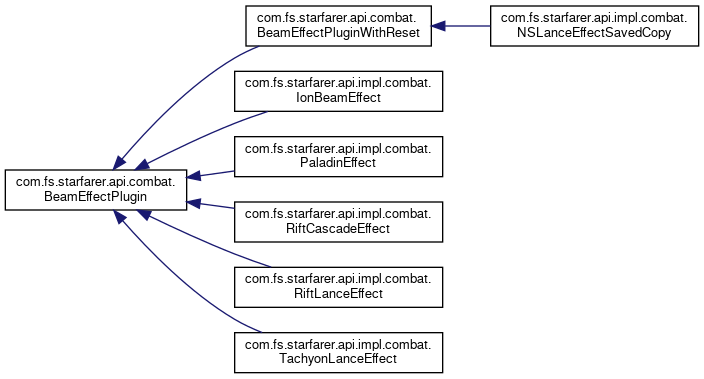 com.fs.starfarer.api.combat.
BeamEffectPluginWithReset
com.fs.starfarer.api.impl.combat.
NSLanceEffectSavedCopy
com.fs.starfarer.api.impl.combat.
IonBeamEffect
com.fs.starfarer.api.impl.combat.
PaladinEffect
com.fs.starfarer.api.combat.
BeamEffectPlugin
com.fs.starfarer.api.impl.combat.
RiftCascadeEffect
com.fs.starfarer.api.impl.combat.
RiftLanceEffect
com.fs.starfarer.api.impl.combat.
TachyonLanceEffect